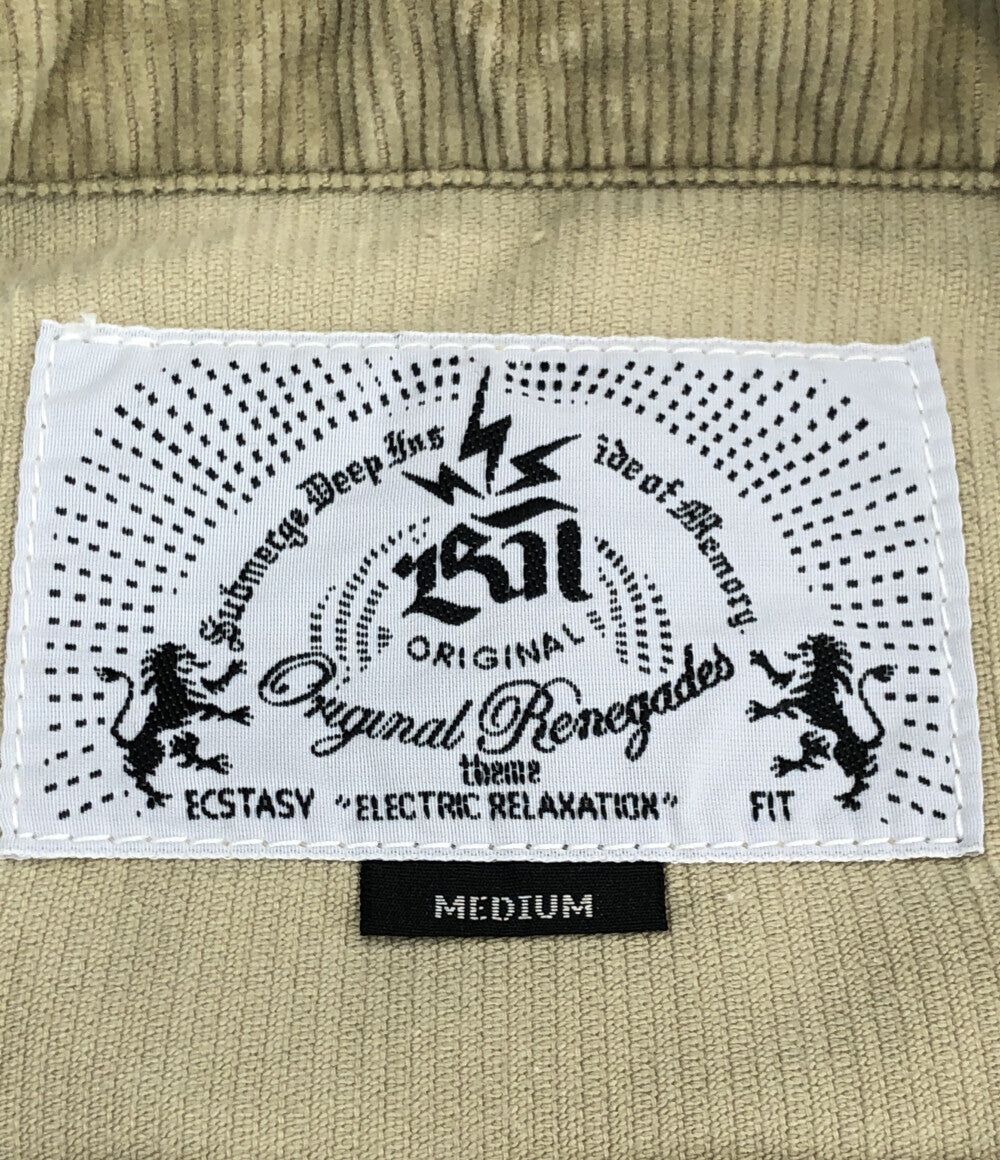 Submerge Deep Ins ide of Memory.
ORIGINAL
Original Renegades
theme
ECSTASY "ELECTRIC RELAXATION" FIT
MEDIUM